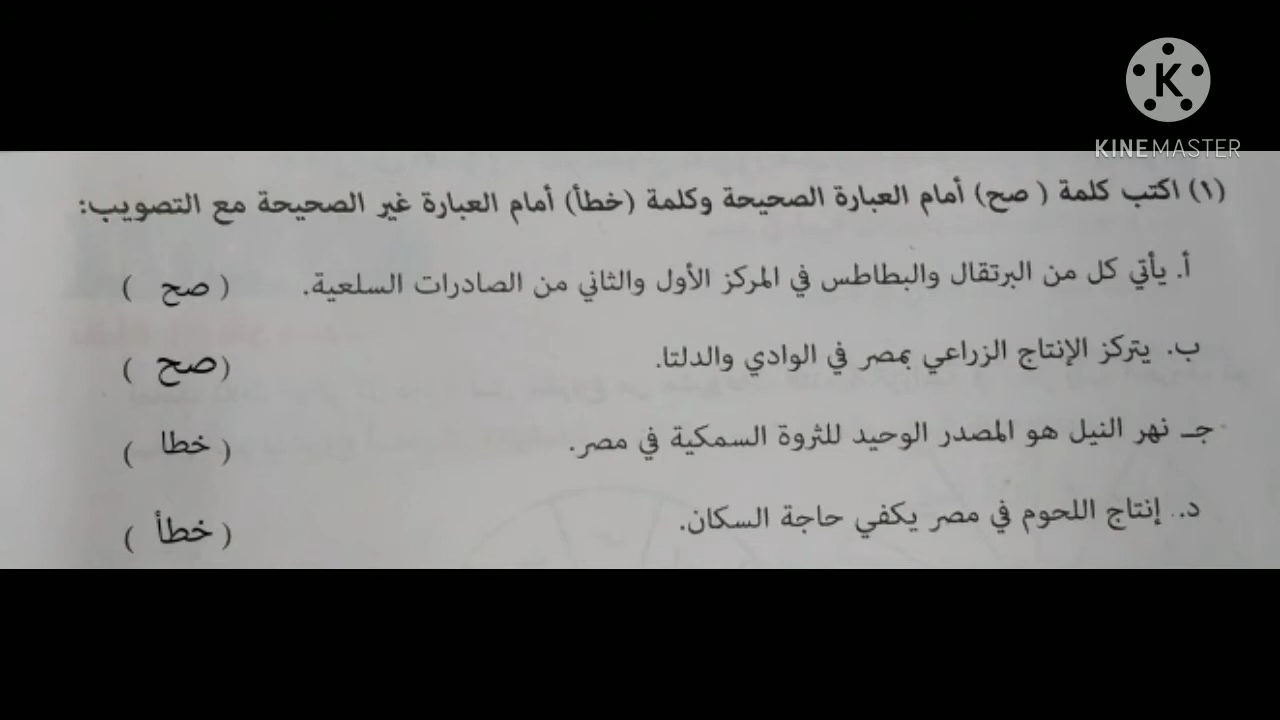 KINEMASTER
(١) اكتب كلمة ( صح) أمام العبارة الصحيحة وكلمة (خطأ) أمام العبارة غير الصحيحة مع التصويب:
أ. يأتي كل من البرتقال والبطاطس في المركز الأول والثاني من الصادرات السلعية. ( صح )
ب. يتركز الإنتاج الزراعي بمصر في الوادي والدلتا. (صح )
جـ نهر النيل هو المصدر الوحيد للثروة السمكية في مصر. ( خطا )
د. إنتاج اللحوم في مصر يكفي حاجة السكان. ( خطأ )